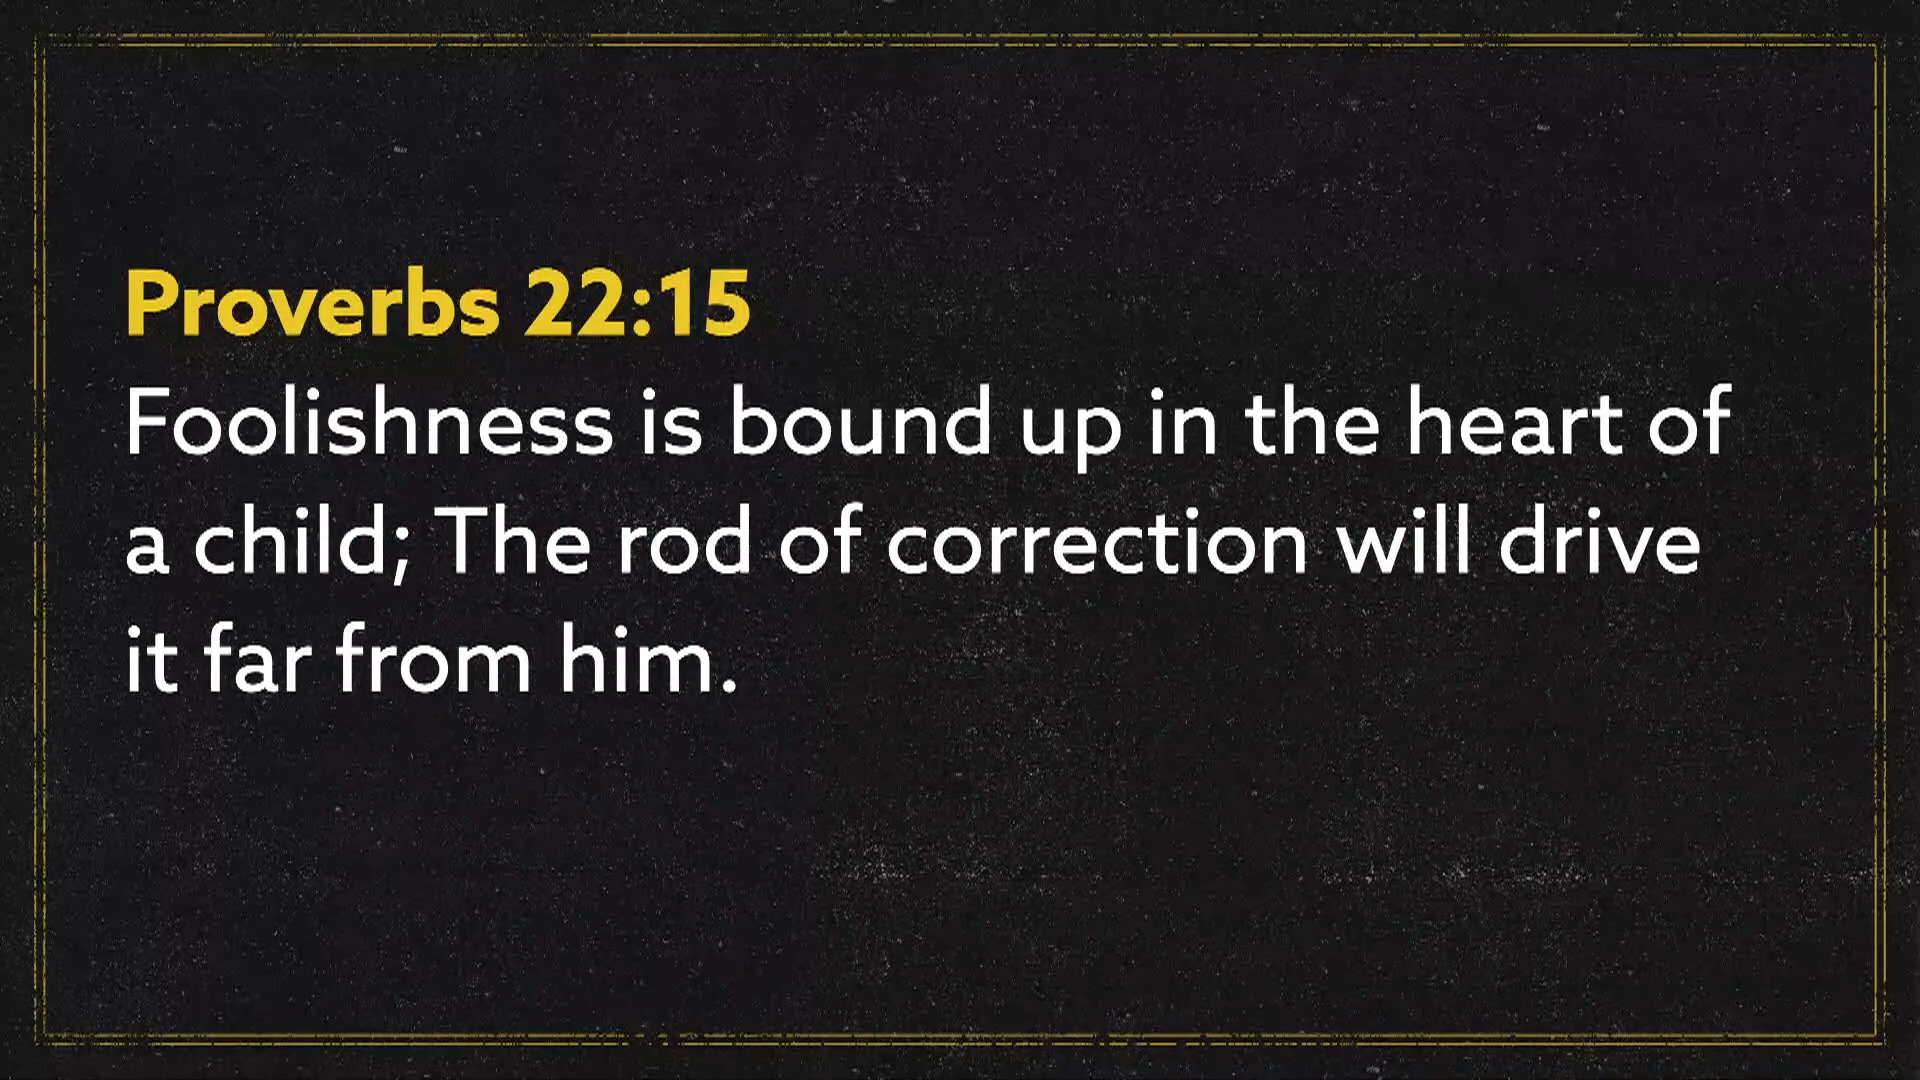 Proverbs 22:15
Foolishness is bound up in the heart of
a child; The rod of correction will drive
it far from him.